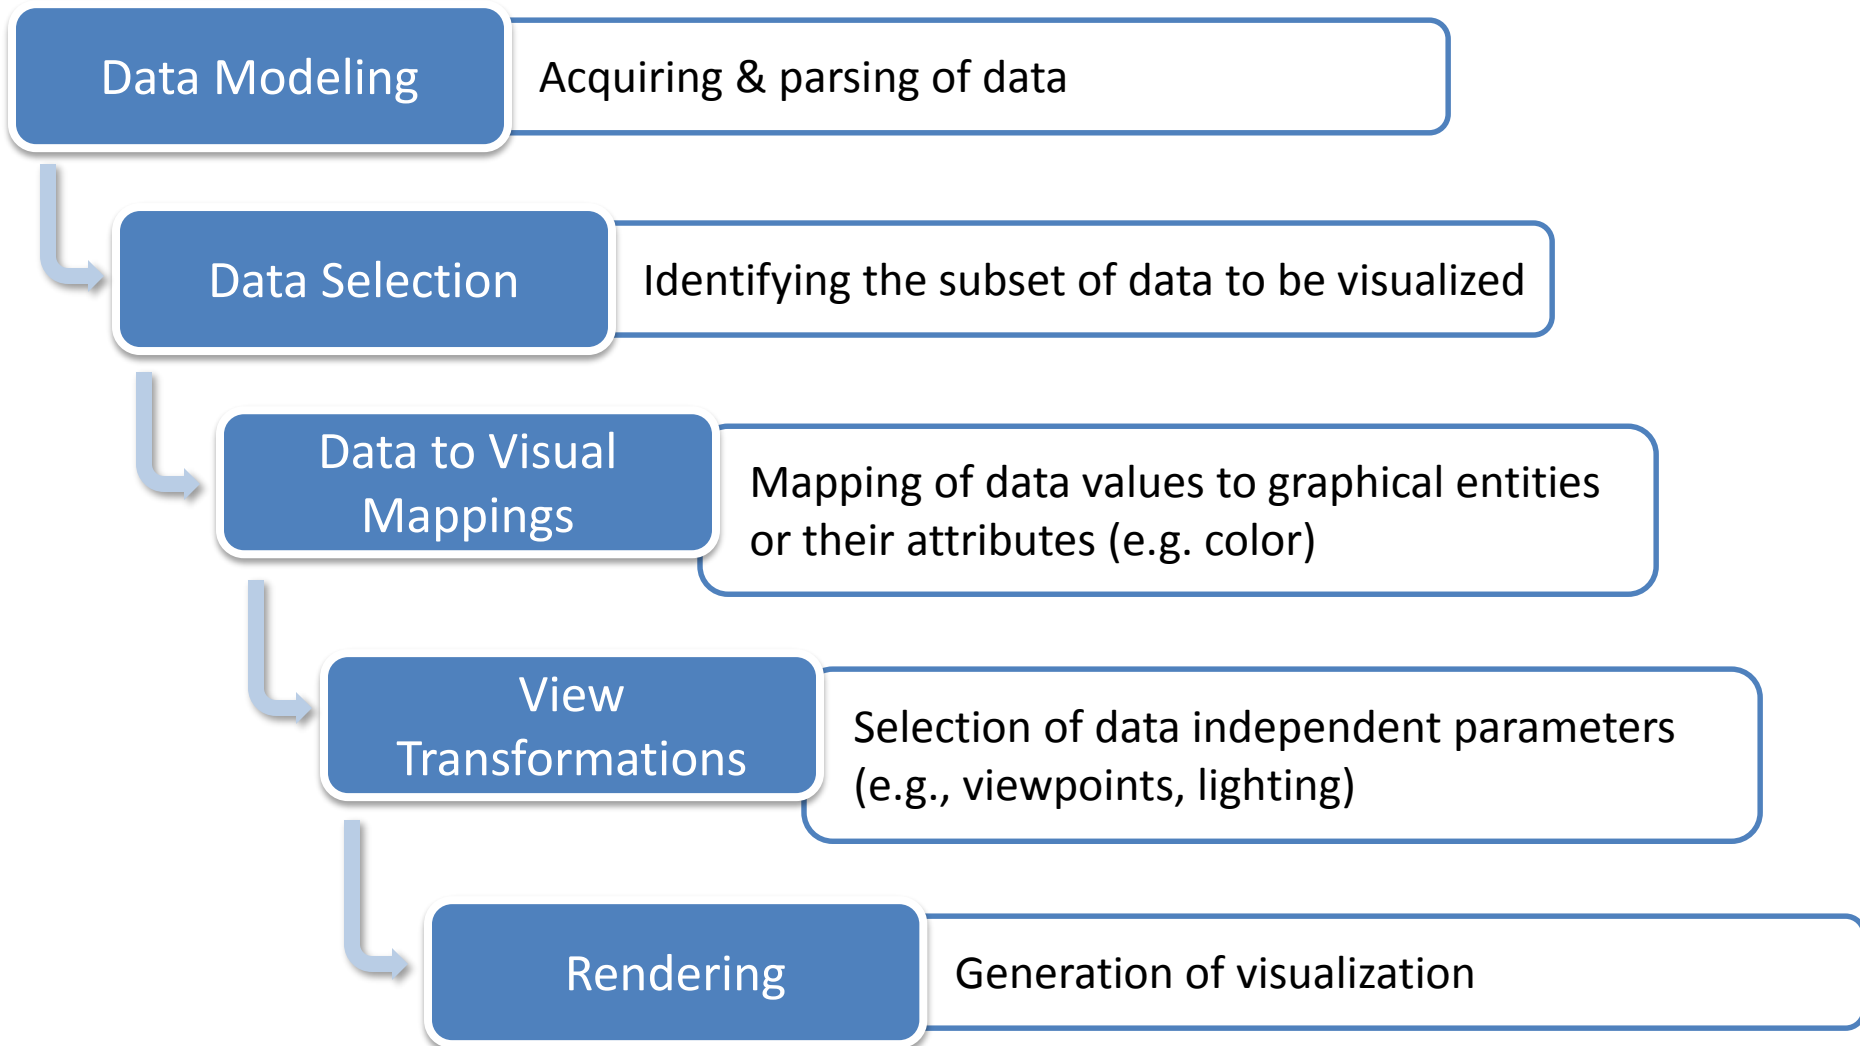 Data Modeling
Acquiring & parsing of data
Data Selection
Identifying the subset of data to be visualized
Data to Visual
Mappings
Mapping of data values to graphical entities
or their attributes (e.g. color)
View
Transformations
Selection of data independent parameters
(e.g., viewpoints, lighting)
Rendering
Generation of visualization